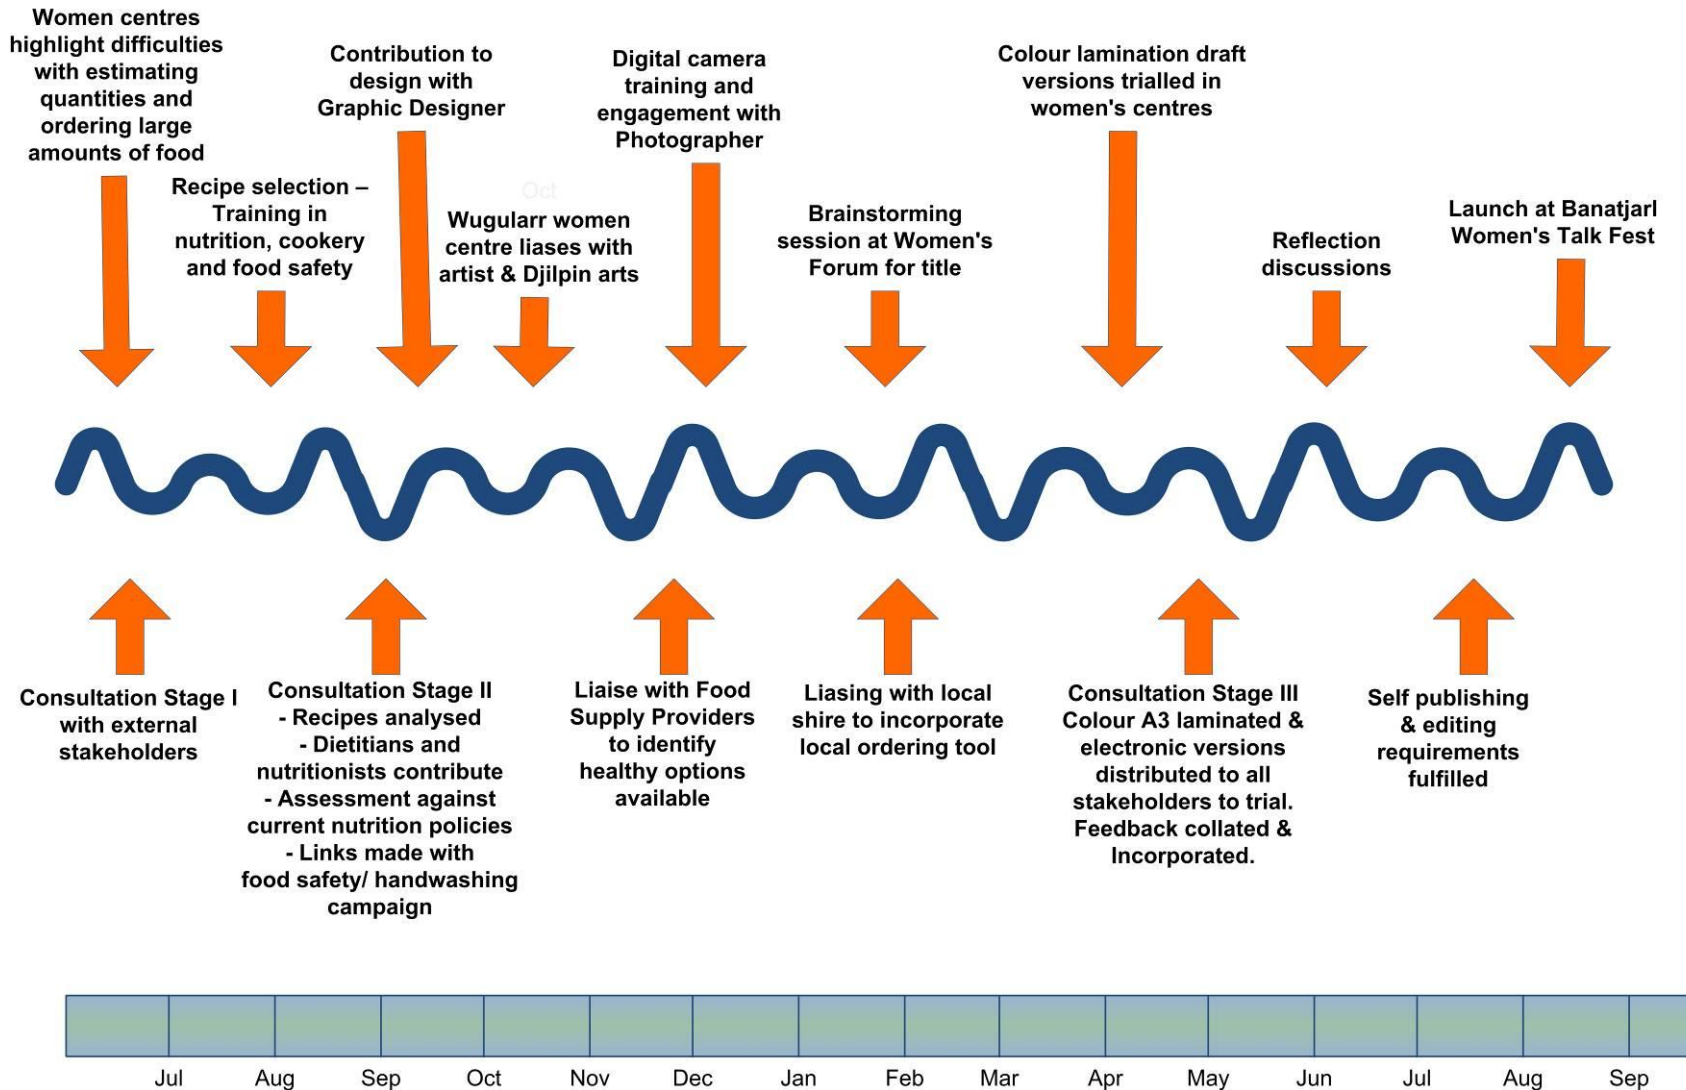 Women centres
highlight difficulties
with estimating
quantities and
ordering large
amounts of food
Recipe selection –
Training in
nutrition, cookery
and food safety
Contribution to
design with
Graphic Designer
Oct
Wugularr women
centre liases with
artist & Djilpin arts
Digital camera
training and
engagement with
Photographer
Brainstorming
session at Women's
Forum for title
Colour lamination draft
versions trialled in
women's centres
Reflection
discussions
Launch at Banatjarl
Women's Talk Fest
Consultation Stage I
with external
stakeholders
Consultation Stage II
- Recipes analysed
- Dietitians and
nutritionists contribute
- Assessment against
current nutrition policies
- Links made with
food safety/ handwashing
campaign
Liaise with Food
Supply Providers
to identify
healthy options
available
Liasing with local
shire to incorporate
local ordering tool
Consultation Stage III
Colour A3 laminated &
electronic versions
distributed to all
stakeholders to trial.
Feedback collated &
Incorporated.
Self publishing
& editing
requirements
fulfilled
Jul Aug Sep Oct Nov Dec Jan Feb Mar Apr May Jun Jul Aug Sep